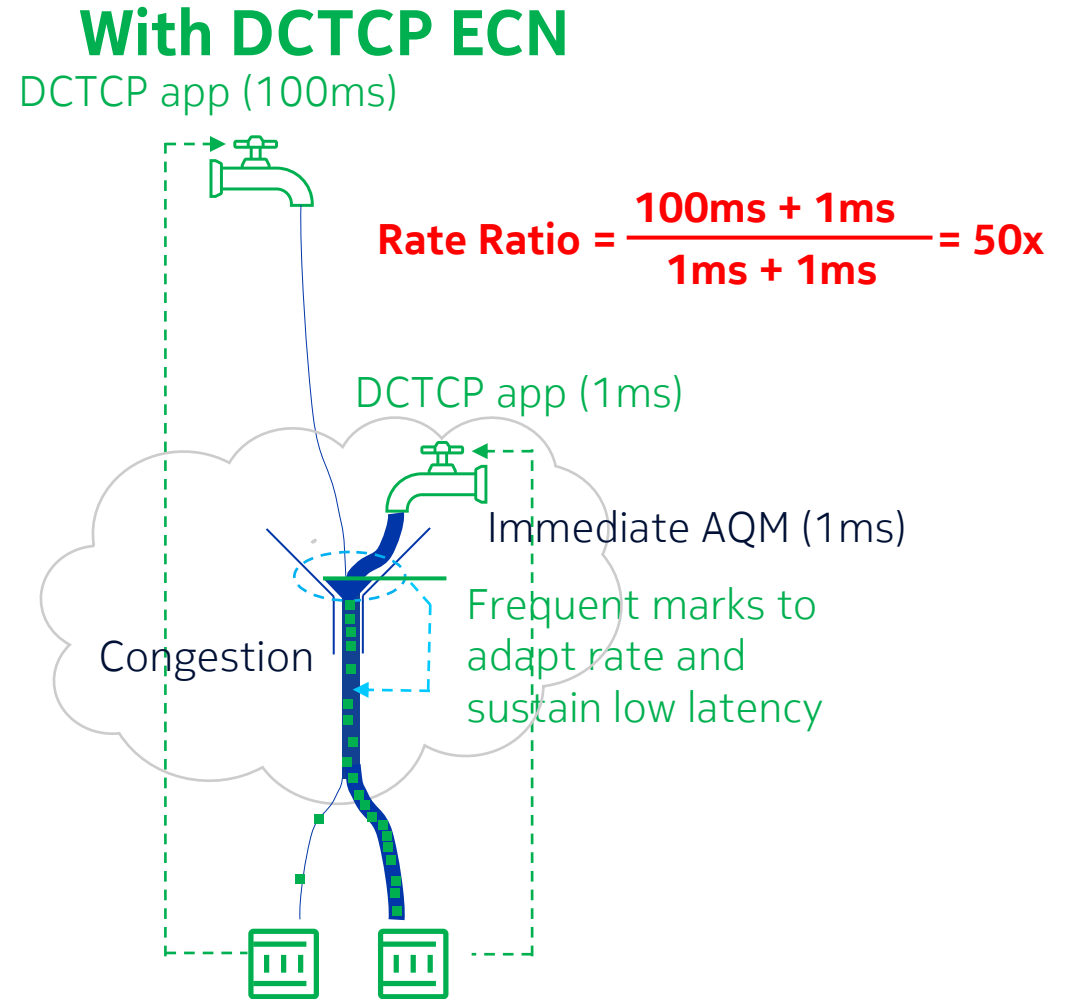 With DCTCP ECN
DCTCP app (100ms)
100ms + 1ms
Rate Ratio = = 50x
1ms + 1ms
DCTCP app (1ms)
Immediate AQM (1ms)
Frequent marks to
adapt rate and
sustain low latency
Congestion